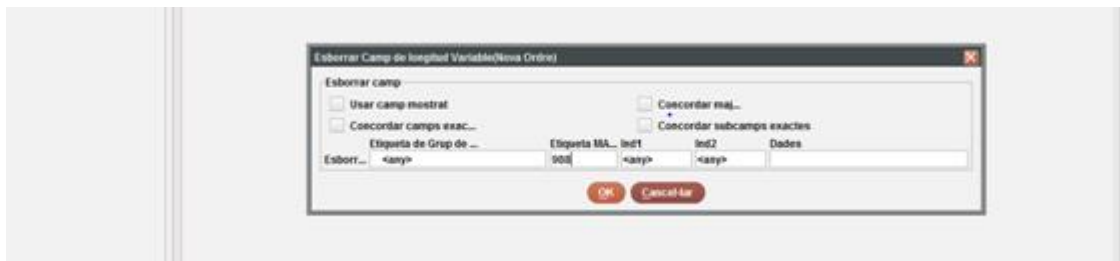 Esborrar Camp de longitud Variable(Nova Ordre)
Esborrar camp
Usar camp mostrat Concordar maj...
Concordar camps exac... Concordar subcamps exactes
Etiqueta de Grup de ... Etiqueta MA... Ind1 Ind2 Dades
Esborr... <any> 988 <any> <any>
OK Cancel·lar